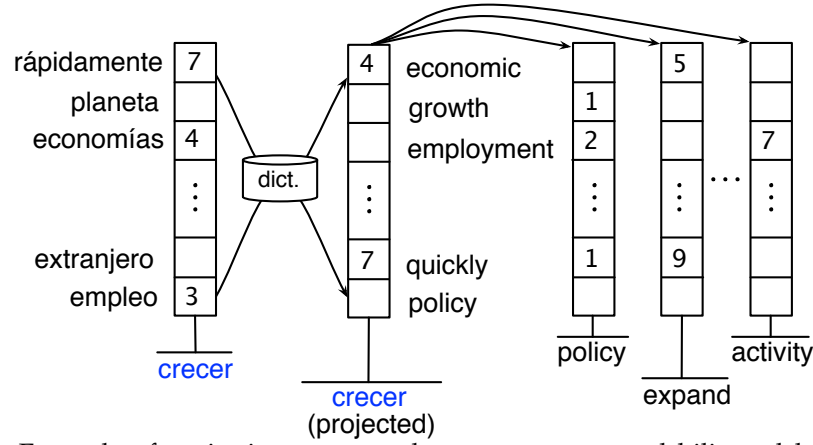 rápidamente 7 4 economic 5
planeta growth 1
economías 4 employment 2 7
dict.
extranjero 7 quickly 1 9
empleo 3 policy
crecer
crecer
(projected)
policy
expand
activity